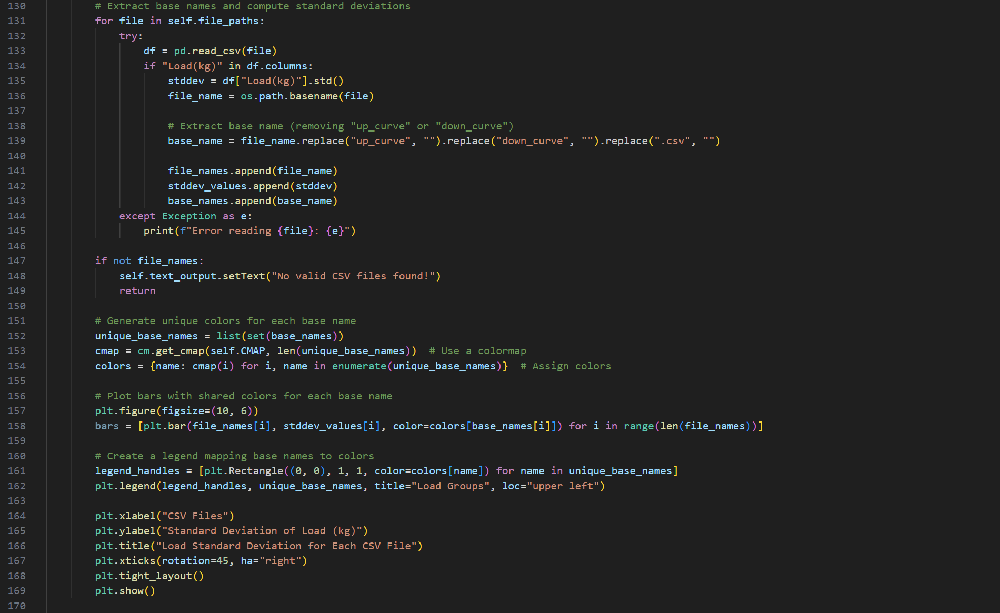 130 # Extract base names and compute standard deviations
131 for file in self.file_paths:
132 try:
133 df = pd.read_csv(file)
134 if "Load(kg)" in df.columns:
135 stddev = df["Load(kg)"].std()
136 file_name = os.path.basename(file)
137
138 # Extract base name (removing "up_curve" or "down_curve")
139 base_name = file_name.replace("up_curve", "").replace("down_curve", "").replace(".csv", "")
140
141 file_names.append(file_name)
142 stddev_values.append(stddev)
143 base_names.append(base_name)
144 except Exception as e:
145 print(f"Error reading {file}: {e}")
146
147 if not file_names:
148 self.text_output.setText("No valid CSV files found!")
149 return
150
151 # Generate unique colors for each base name
152 unique_base_names = list(set(base_names))
153 cmap = cm.get_cmap(self.CMAP, len(unique_base_names))  # Use a colormap
154 colors = {name: cmap(i) for i, name in enumerate(unique_base_names)}  # Assign colors
155
156 # Plot bars with shared colors for each base name
157 plt.figure(figsize=(10, 6))
158 bars = [plt.bar(file_names[i], stddev_values[i], color=colors[base_names[i]]) for i in range(len(file_names))]
159
160 # Create a legend mapping base names to colors
161 legend_handles = [plt.Rectangle((0, 0), 1, 1, color=colors[name]) for name in unique_base_names]
162 plt.legend(legend_handles, unique_base_names, title="Load Groups", loc="upper left")
163
164 plt.xlabel("CSV Files")
165 plt.ylabel("Standard Deviation of Load (kg)")
166 plt.title("Load Standard Deviation for Each CSV File")
167 plt.xticks(rotation=45, ha="right")
168 plt.tight_layout()
169 plt.show()
170